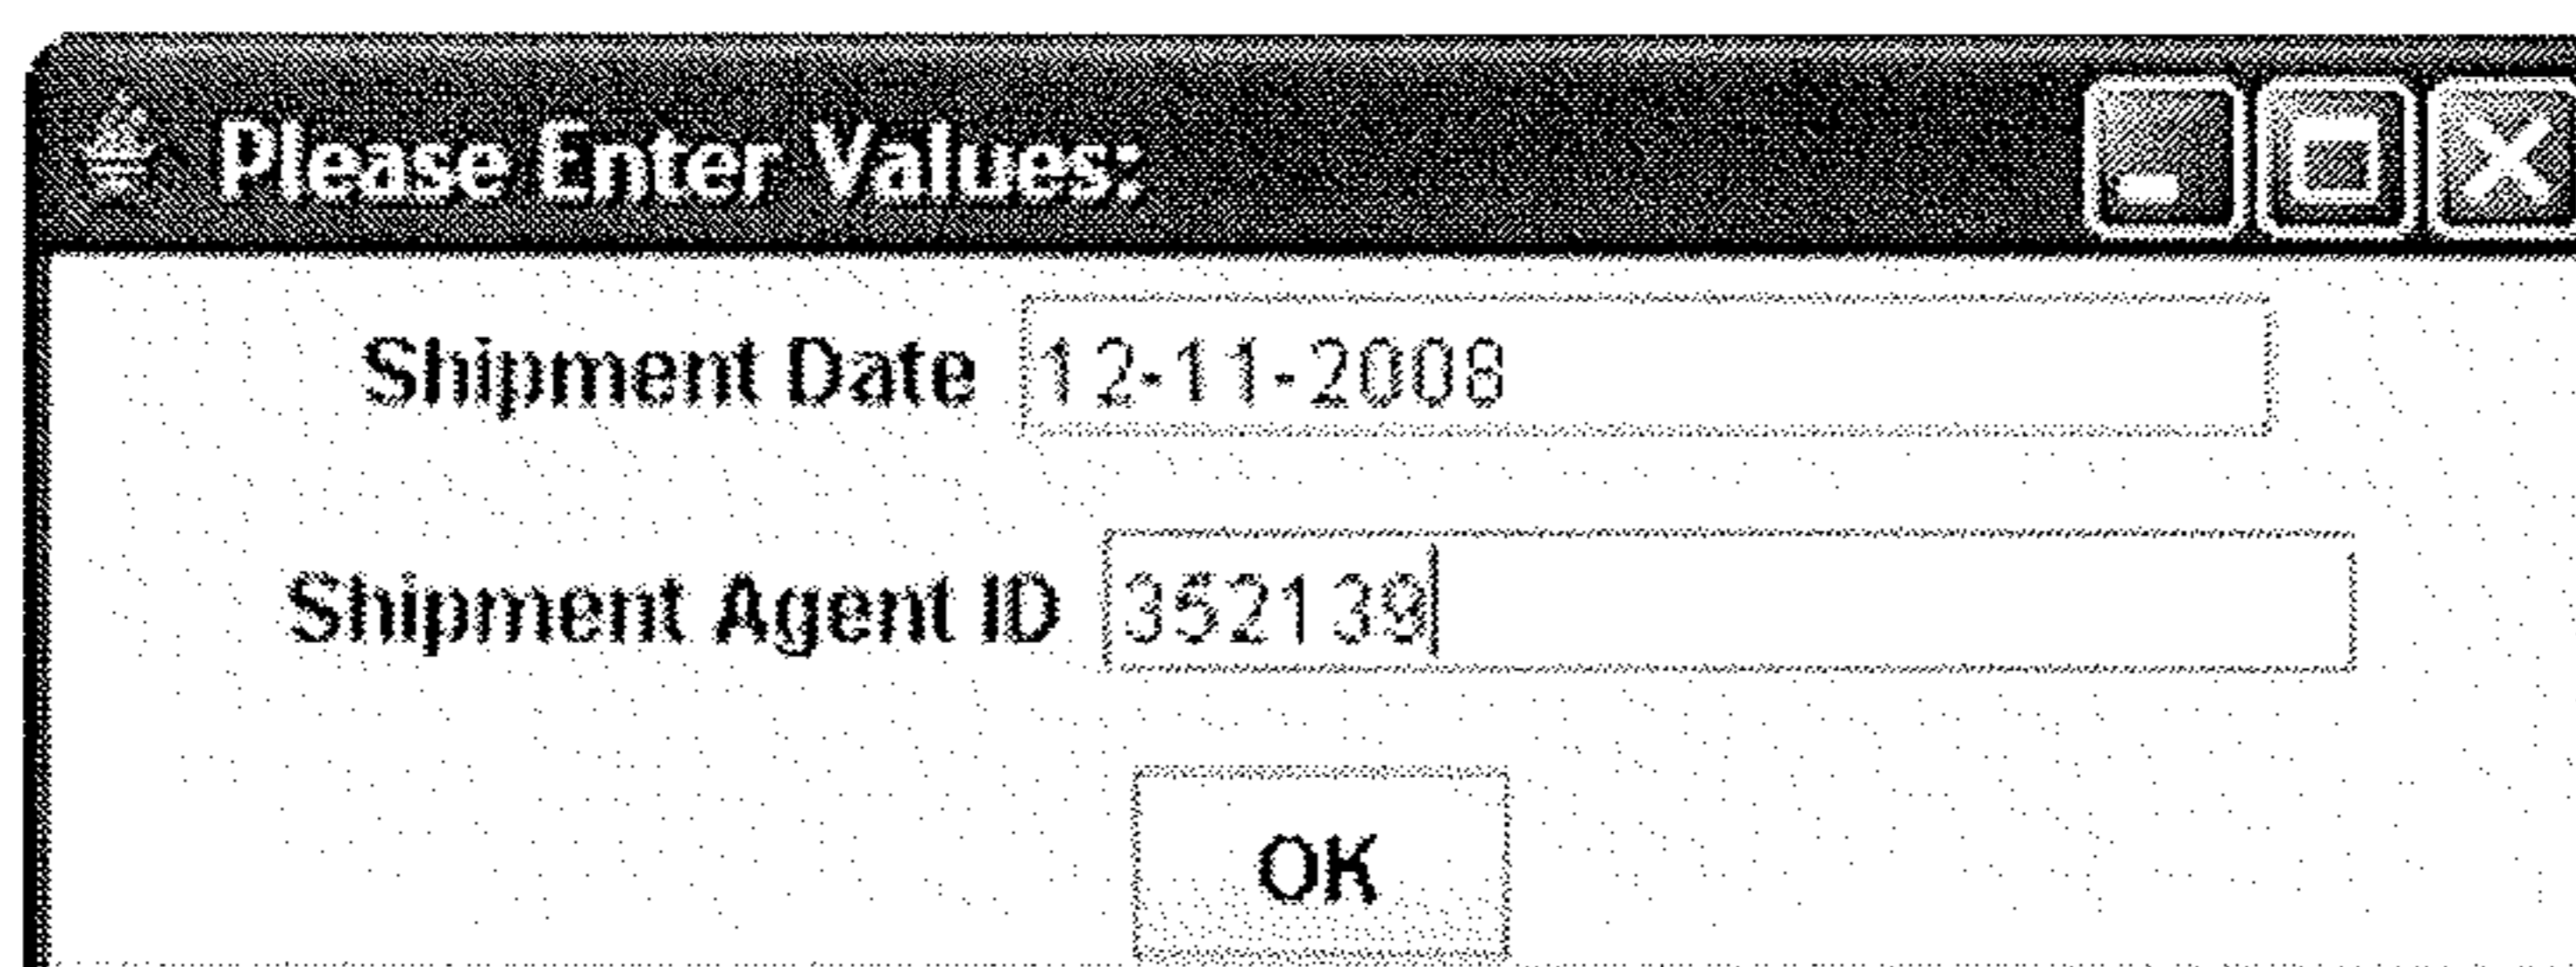 Please Enter Values:
Shipment Date 12-11-2008
Shipment Agent ID 352139
OK